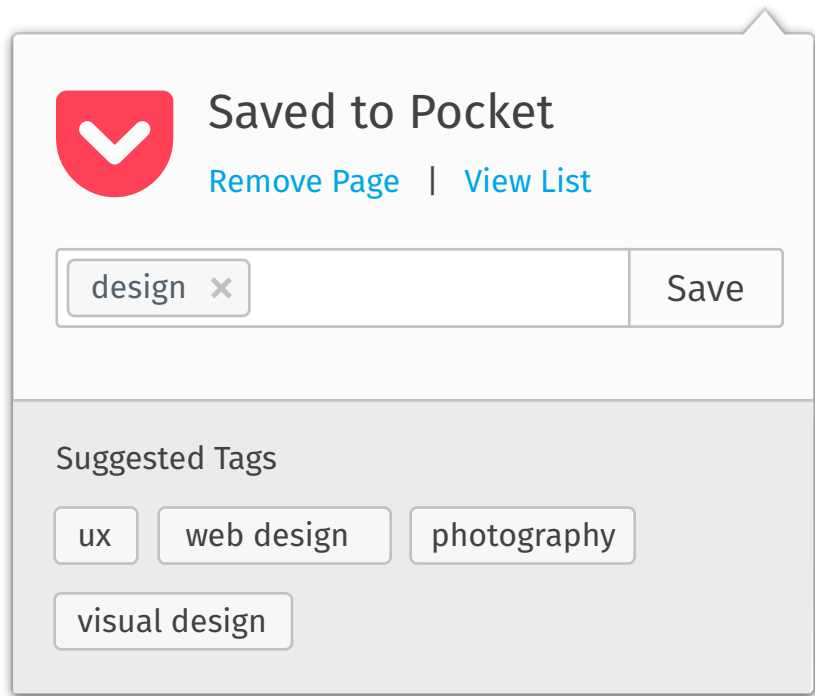 Saved to Pocket
Remove Page | View List
design × Save
Suggested Tags
ux web design photography
visual design